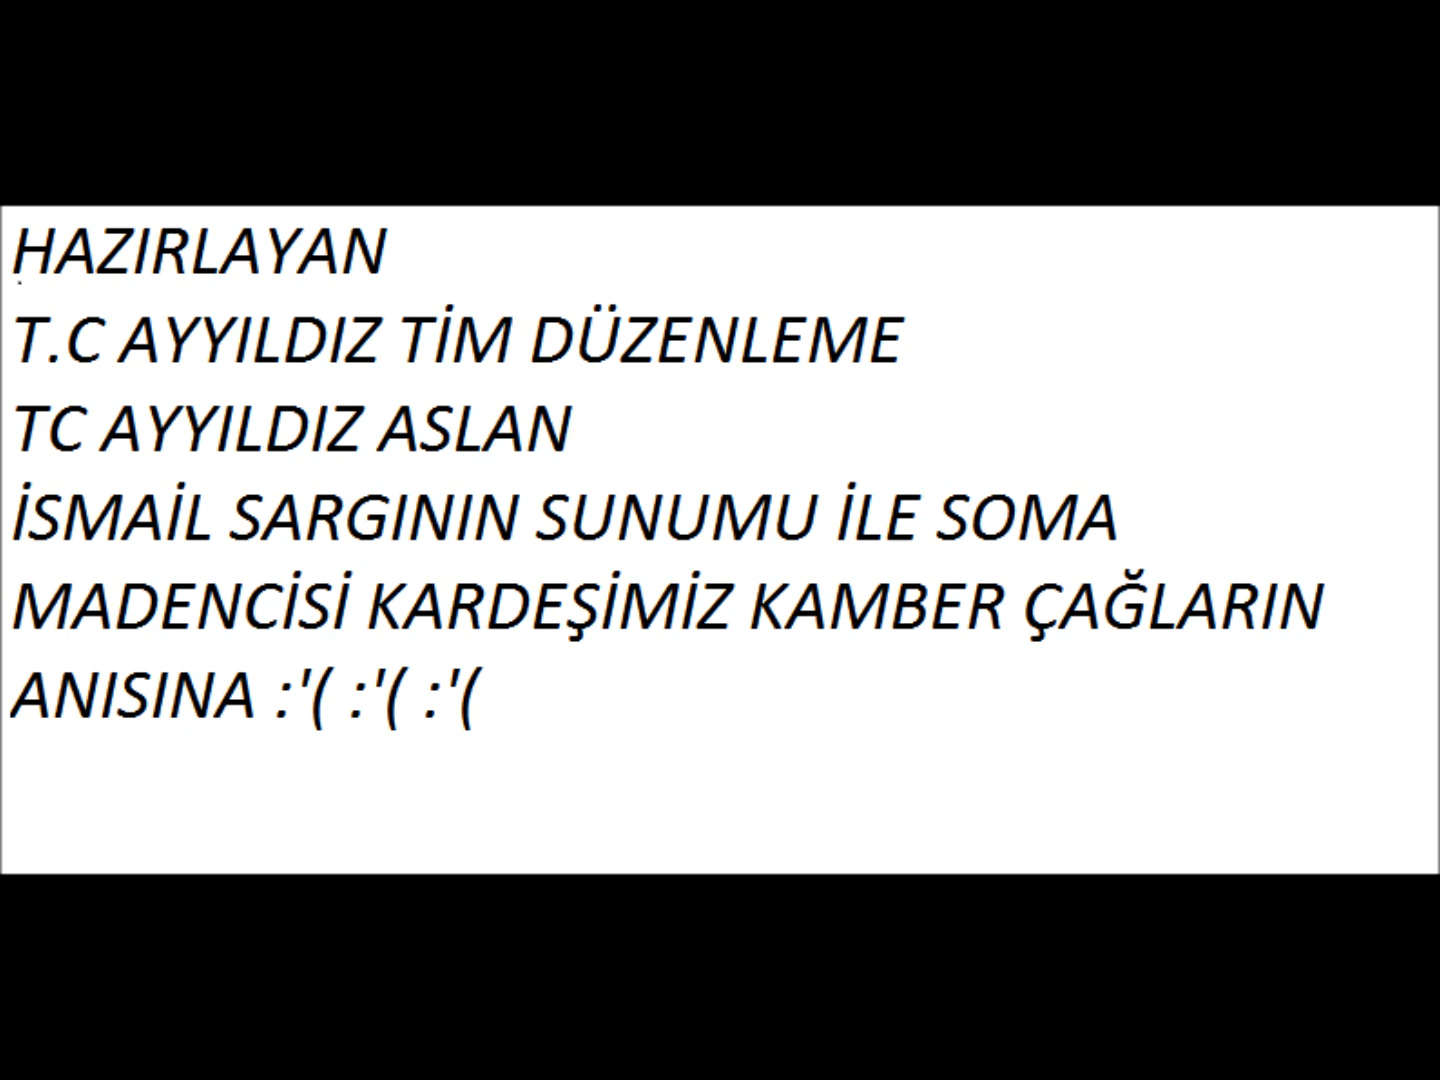 HAZIRLAYAN
T.C AYYILDIZ TİM DÜZENLEME
TC AYYILDIZ ASLAN
İSMAİL SARGININ SUNUMU İLE SOMA
MADENCİSİ KARDEŞİMİZ KAMBER ÇAĞLARIN
ANISINA :'( :'( :'(